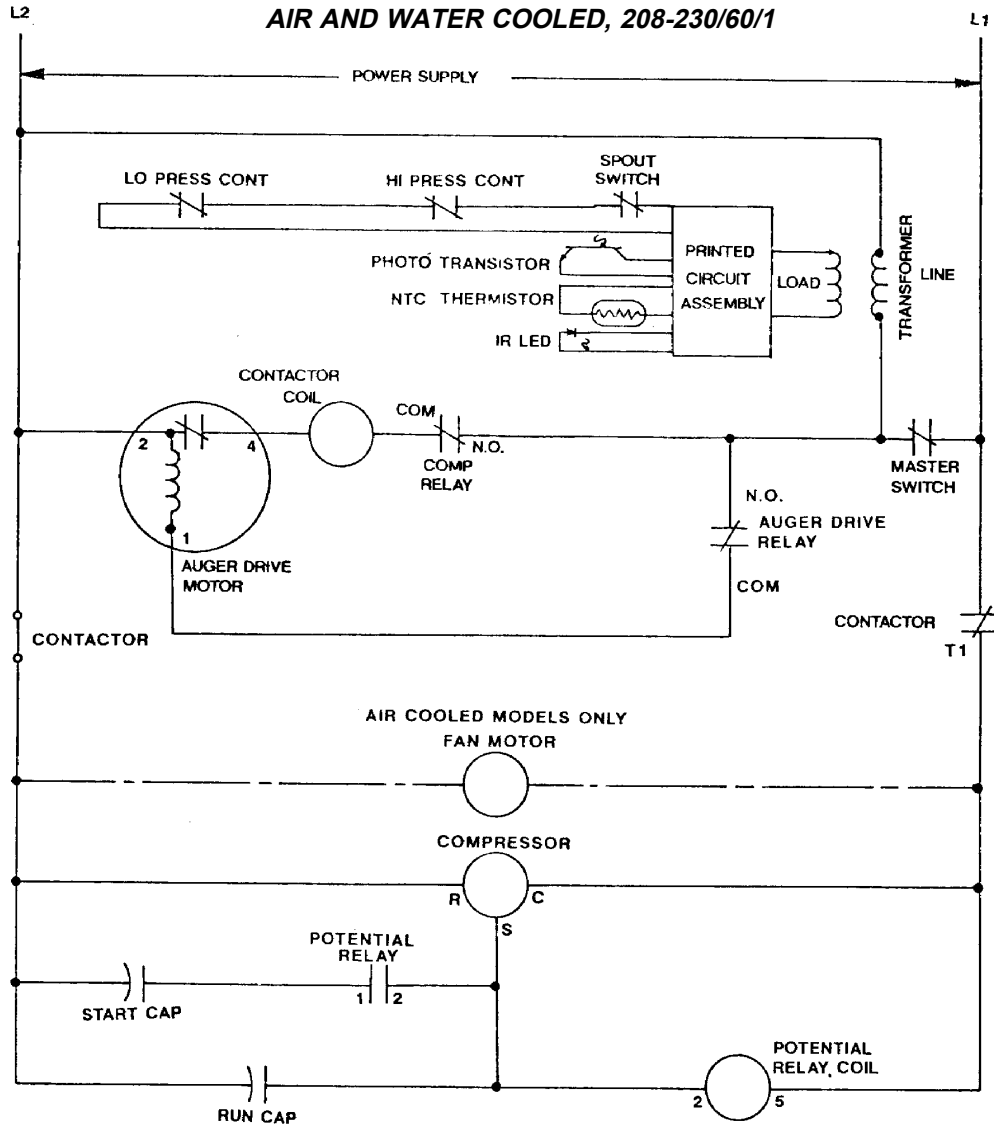 AIR AND WATER COOLED, 208-230/60/1
L2
L1
POWER SUPPLY
LO PRESS CONT
HI PRESS CONT
SPOUT
SWITCH
PHOTO TRANSISTOR
NTC THERMISTOR
IR LED
PRINTED
CIRCUIT
ASSEMBLY
LOAD
TRANSFORMER
LINE
CONTACTOR
COIL
COM
N.O.
COMP
RELAY
2
4
1
AUGER DRIVE
MOTOR
MASTER
SWITCH
N.O.
AUGER DRIVE
RELAY
COM
CONTACTOR
CONTACTOR
T1
AIR COOLED MODELS ONLY
FAN MOTOR
COMPRESSOR
R
C
S
POTENTIAL
RELAY
1
2
START CAP
RUN CAP
POTENTIAL
RELAY, COIL
2
5